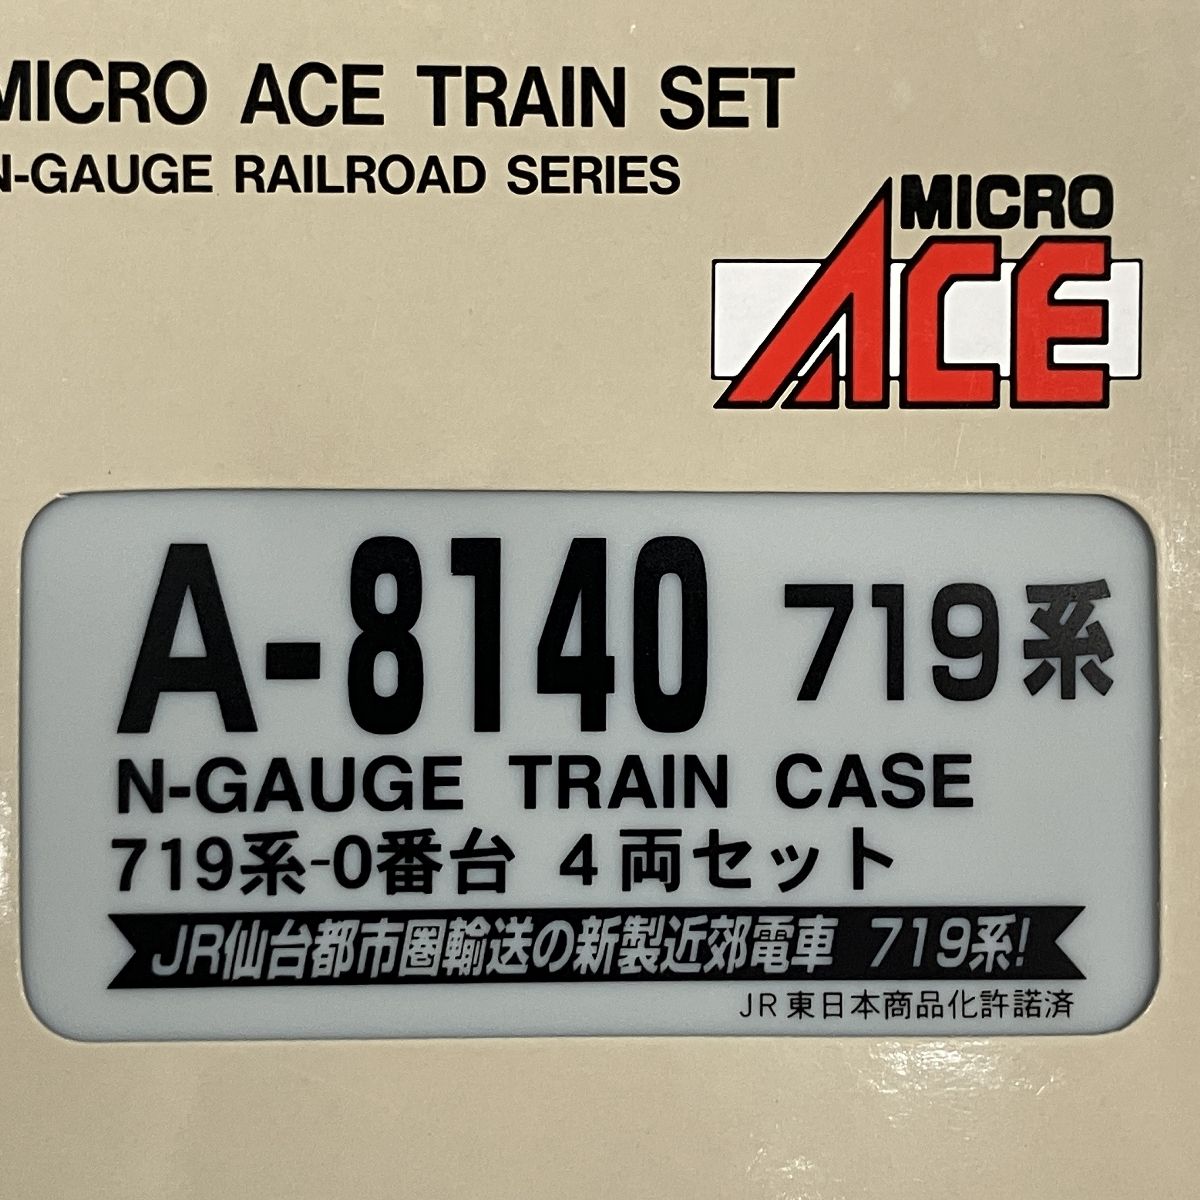 MICRO ACE TRAIN SET
N-GAUGE RAILROAD SERIES
MICRO
ACE
A-8140 719系
N-GAUGE TRAIN CASE
719系-0番台 4両セット
JR仙台都市圏輸送の新製近郊電車 719系!
JR東日本商品化許諾済